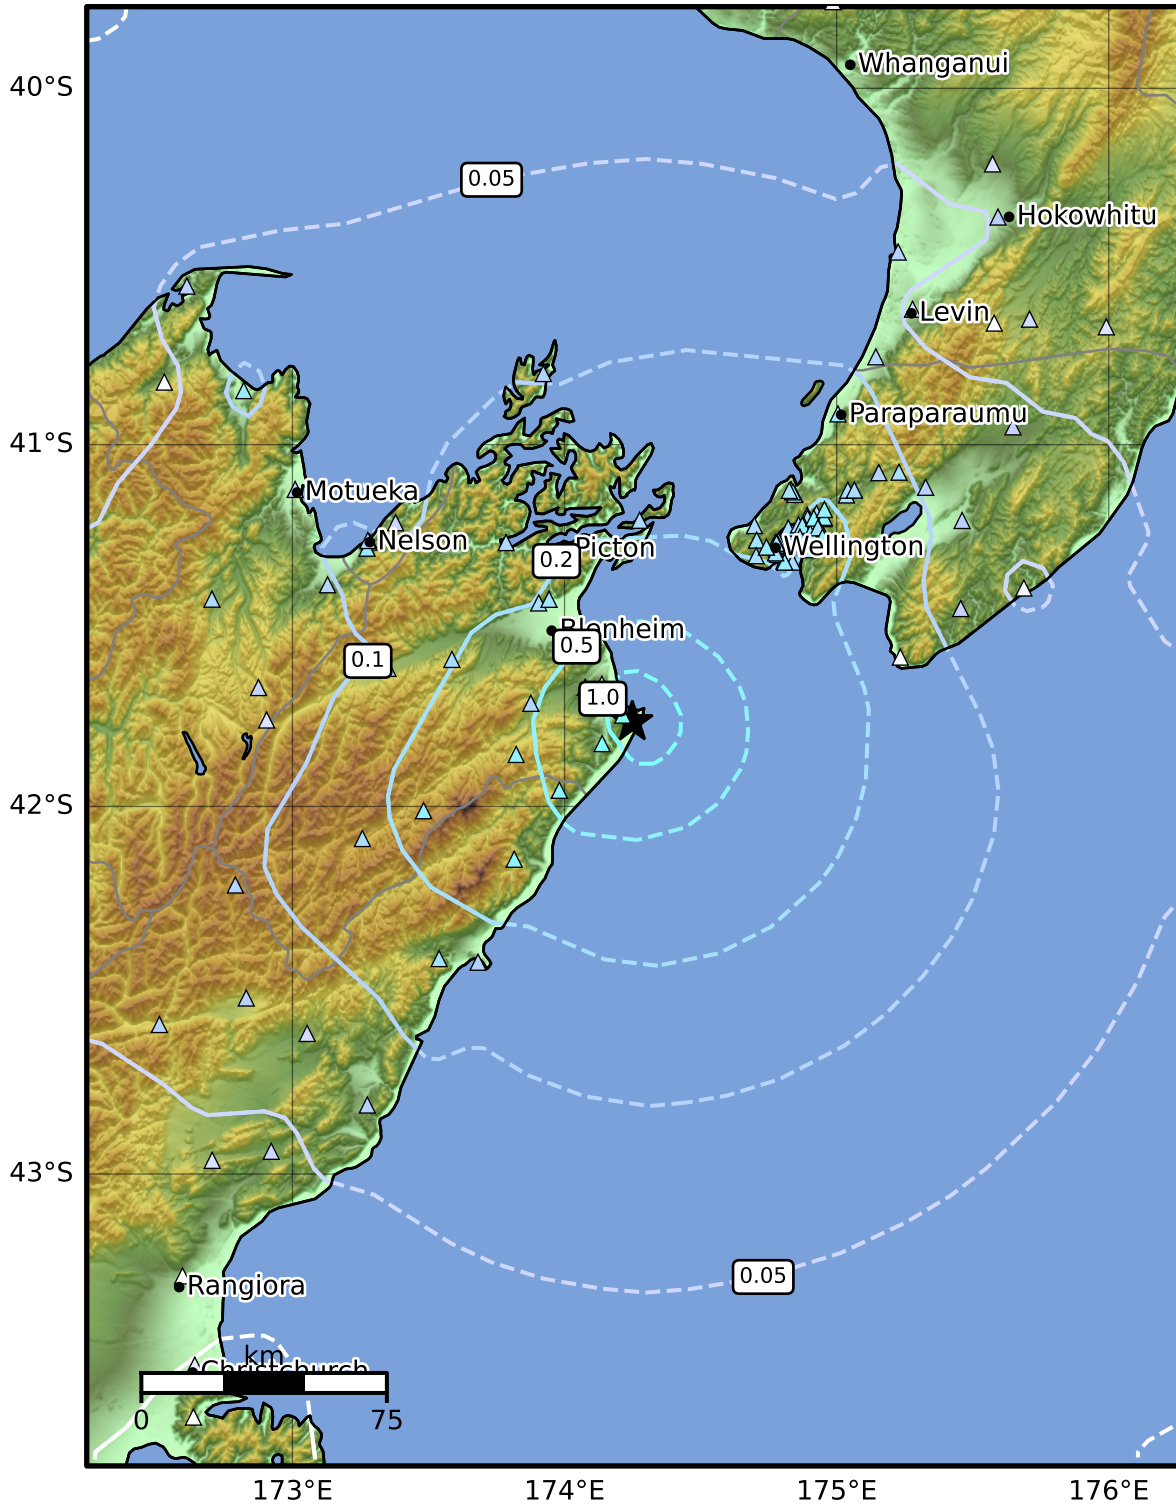 40°S
Whanganui
0.05
Hokowhitu
Levin
Paraparaumu
41°S
Motueka
Nelson
Picton
Wellington
0.2
Blenheim
0.5
0.1
1.0
42°S
43°S
0.05
Rangiora
km
Christchurch
0
75
173°E
174°E
175°E
176°E